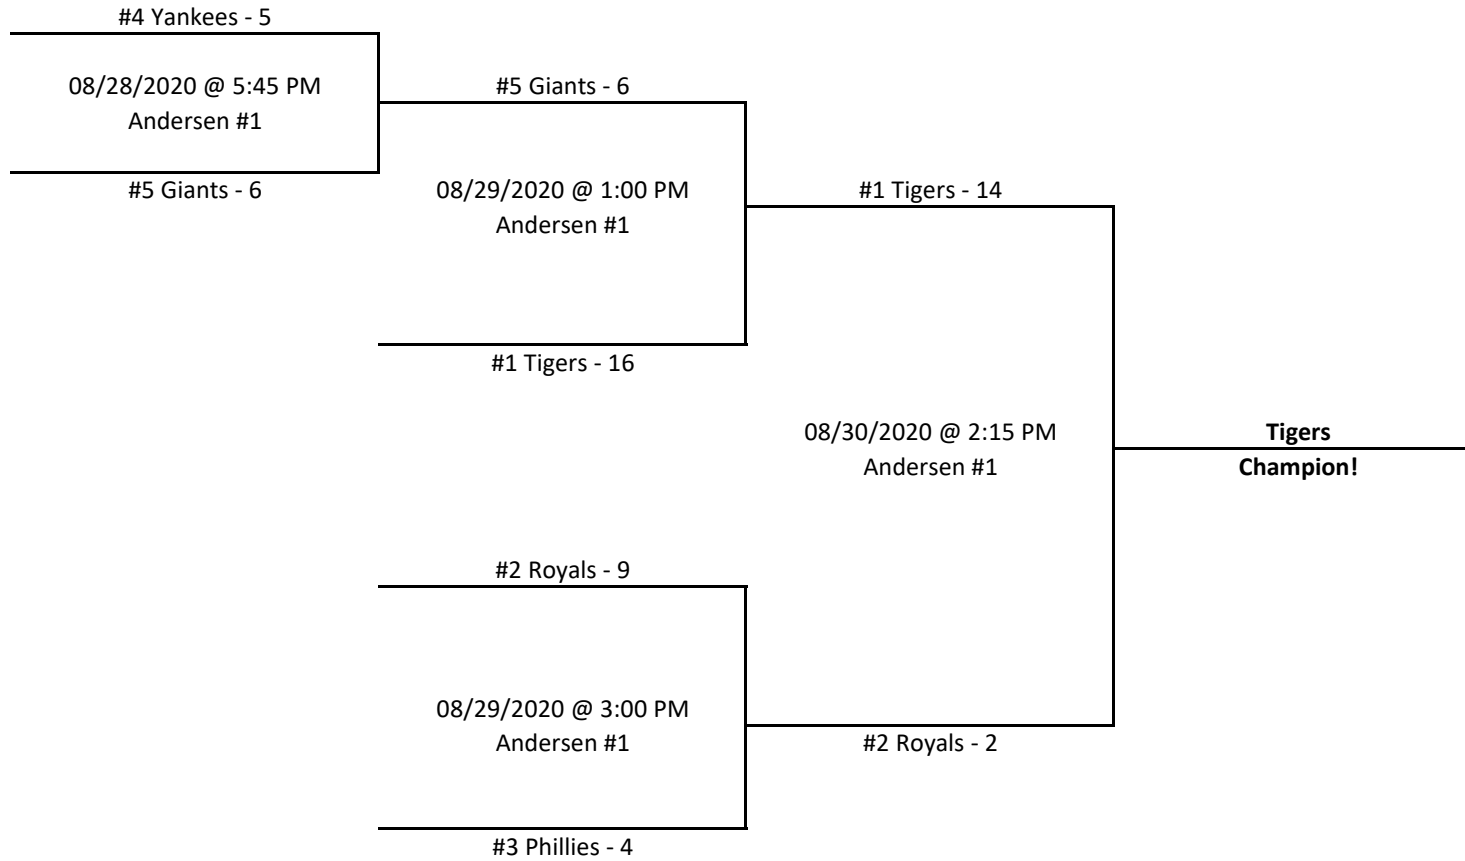 #4 Yankees - 5
08/28/2020 @ 5:45 PM
Andersen #1
#5 Giants - 6
#5 Giants - 6
08/29/2020 @ 1:00 PM
Andersen #1
#1 Tigers - 16
#1 Tigers - 14
08/30/2020 @ 2:15 PM
Andersen #1
Tigers
Champion!
#2 Royals - 9
08/29/2020 @ 3:00 PM
Andersen #1
#3 Phillies - 4
#2 Royals - 2